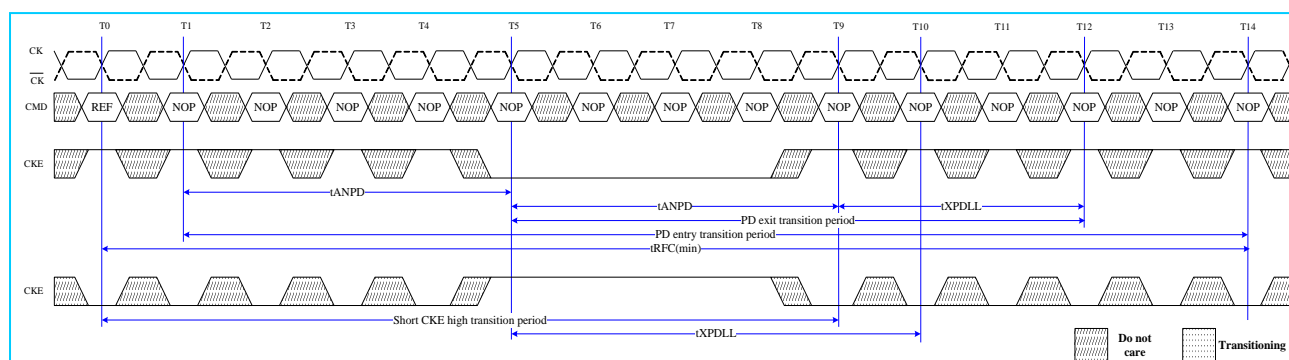 T0 T1 T2 T3 T4 T5 T6 T7 T8 T9 T10 T11 T12 T13 T14
CK
CK
CMD REF NOP NOP NOP NOP NOP NOP NOP NOP NOP NOP NOP NOP NOP NOP
CKE
tANPD
tANPD tXPDLL
PD exit transition period
PD entry transition period
tRFC(min)
CKE
Short CKE high transition period
tXPDLL
Do not
care
Transitioning